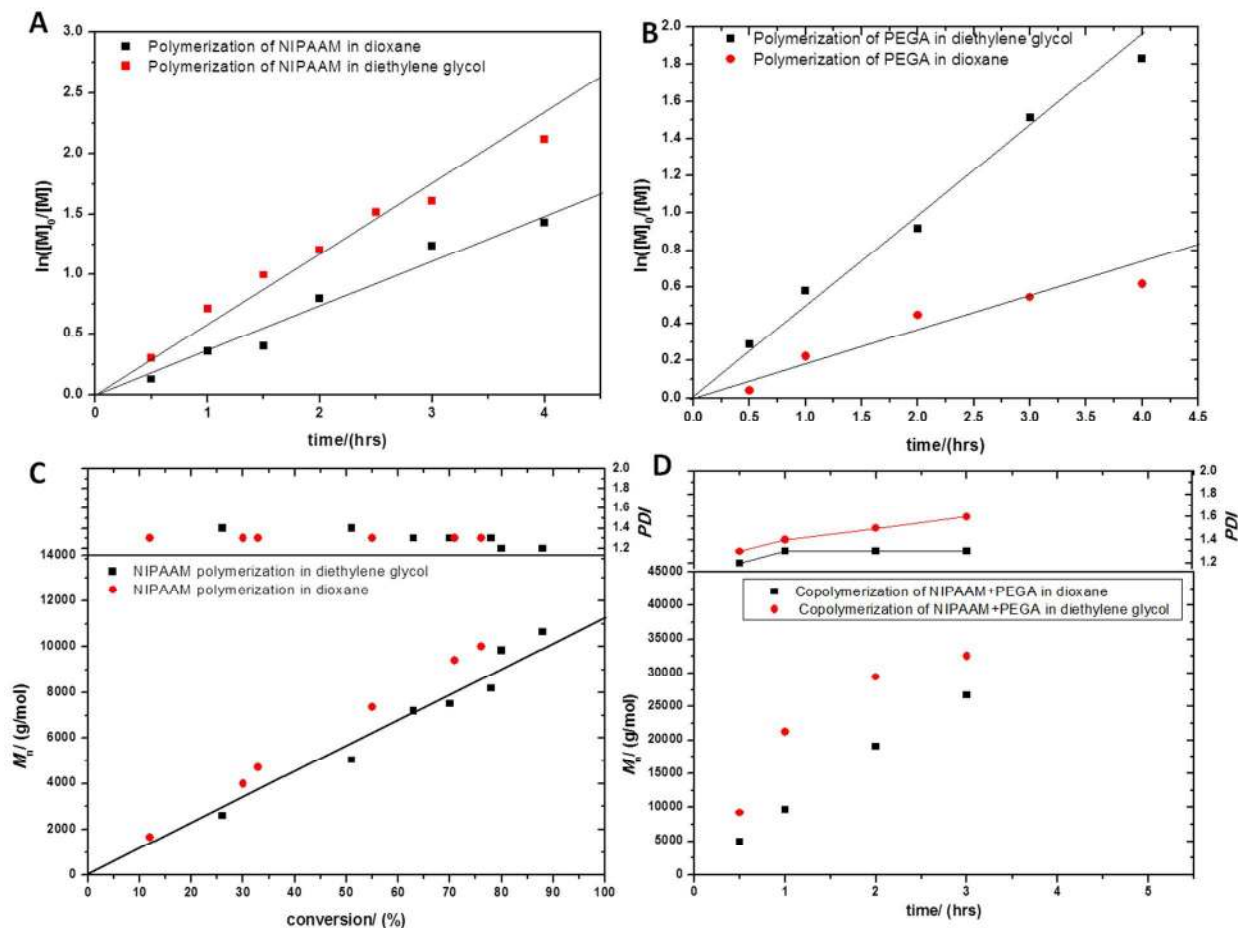 A
Polymerization of NIPAAM in dioxane
Polymerization of NIPAAM in diethylene glycol
3.0
2.5
2.0
1.5
1.0
0.5
0.0
ln([M]0/[M])
0 1 2 3 4
time/(hrs)
B
Polymerization of PEGA in diethylene glycol
Polymerization of PEGA in dioxane
2.0
1.8
1.6
1.4
1.2
1.0
0.8
0.6
0.4
0.2
0.0
ln([M]0/[M])
0.0 0.5 1.0 1.5 2.0 2.5 3.0 3.5 4.0 4.5
time/(hrs)
C
2.0
1.8
1.6
1.4
1.2
PDI
NIPAAM polymerization in diethylene glycol
NIPAAM polymerization in dioxane
14000
12000
10000
8000
6000
4000
2000
0
Mn/ (g/mol)
0 10 20 30 40 50 60 70 80 90 100
conversion/ (%)
D
2.0
1.8
1.6
1.4
1.2
PDI
Copolymerization of NIPAAM+PEGA in dioxane
Copolymerization of NIPAAM+PEGA in diethylene glycol
45000
40000
35000
30000
25000
20000
15000
10000
5000
0
Mn/ (g/mol)
0 1 2 3 4 5
time/ (hrs)